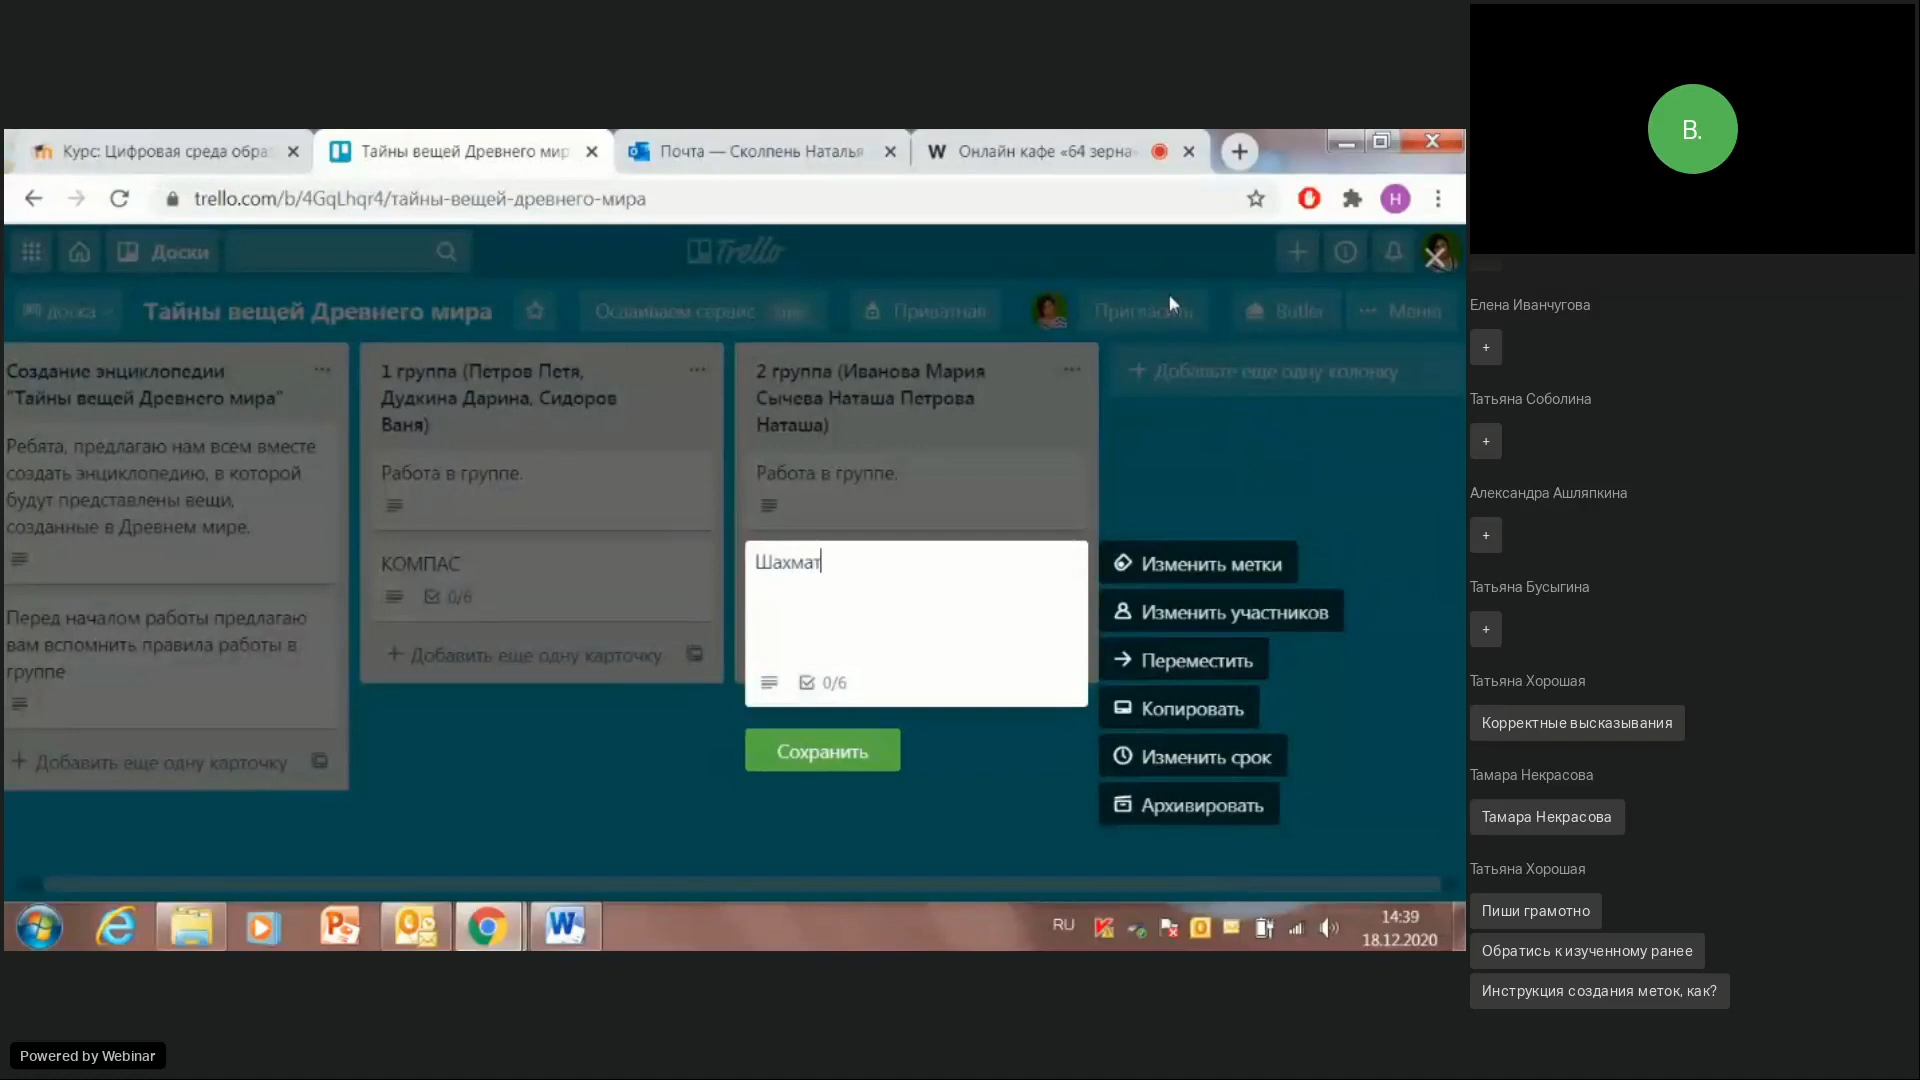 Курс: Цифровая среда обра
Тайны вещей Древнего мир
Почта — Сколпень Наталья
W Онлайн кафе «64 зерна»
trello.com/b/4GqLhqr4/тайны-вещей-древнего-мира
Н
Доски
Trello
доска
Тайны вещей Древнего мира
Осваиваем сервис
Приватная
Пригласить
Butler
Меню
Создание энциклопедии
"Тайны вещей Древнего мира"
Ребята, предлагаю нам всем вместе
создать энциклопедию, в которой
будут представлены вещи,
созданные в Древнем мире.
Перед началом работы предлагаю
вам вспомнить правила работы в
группе
+ Добавить еще одну карточку
1 группа (Петров Петя,
Дудкина Дарина, Сидоров
Ваня)
Работа в группе.
КОМПАС
0/6
+ Добавить еще одну карточку
2 группа (Иванова Мария
Сычева Наташа Петрова
Наташа)
Работа в группе.
Шахмат
0/6
Сохранить
+ Добавьте еще одну колонку
Изменить метки
Изменить участников
Переместить
Копировать
Изменить срок
Архивировать
RU
14:39
18.12.2020
В.
Елена Иванчугова
+
Татьяна Соболина
+
Александра Ашляпкина
+
Татьяна Бусыгина
+
Татьяна Хорошая
Корректные высказывания
Тамара Некрасова
Тамара Некрасова
Татьяна Хорошая
Пиши грамотно
Обратись к изученному ранее
Инструкция создания меток, как?
Powered by Webinar